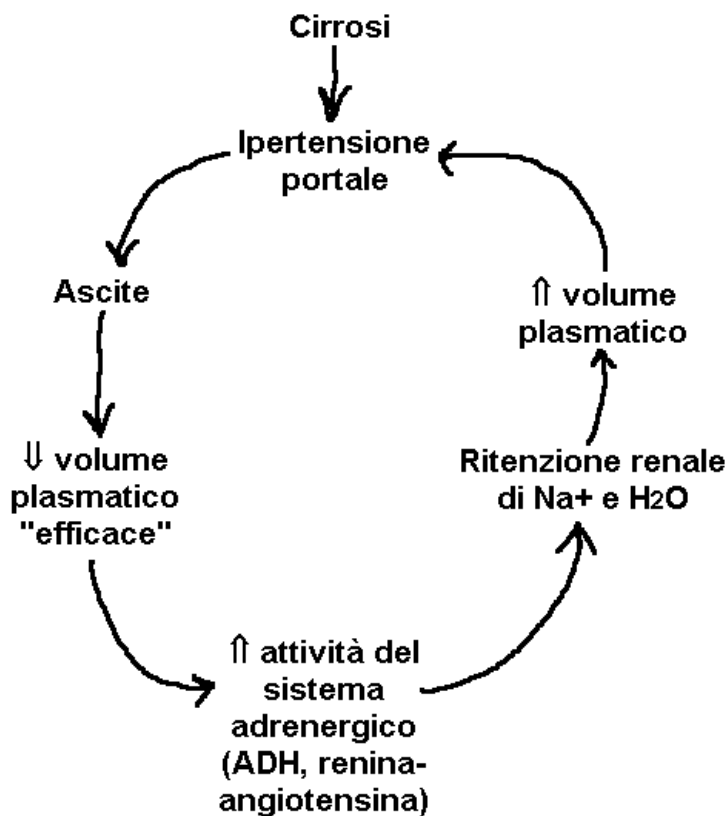 Cirrosi
Ipertensione
portale
Ascite
⇓ volume
plasmatico
"efficace"
⇑ attività del
sistema
adrenergico
(ADH, renina-
angiotensina)
Ritenzione renale
di Na+ e H2O
⇑ volume
plasmatico